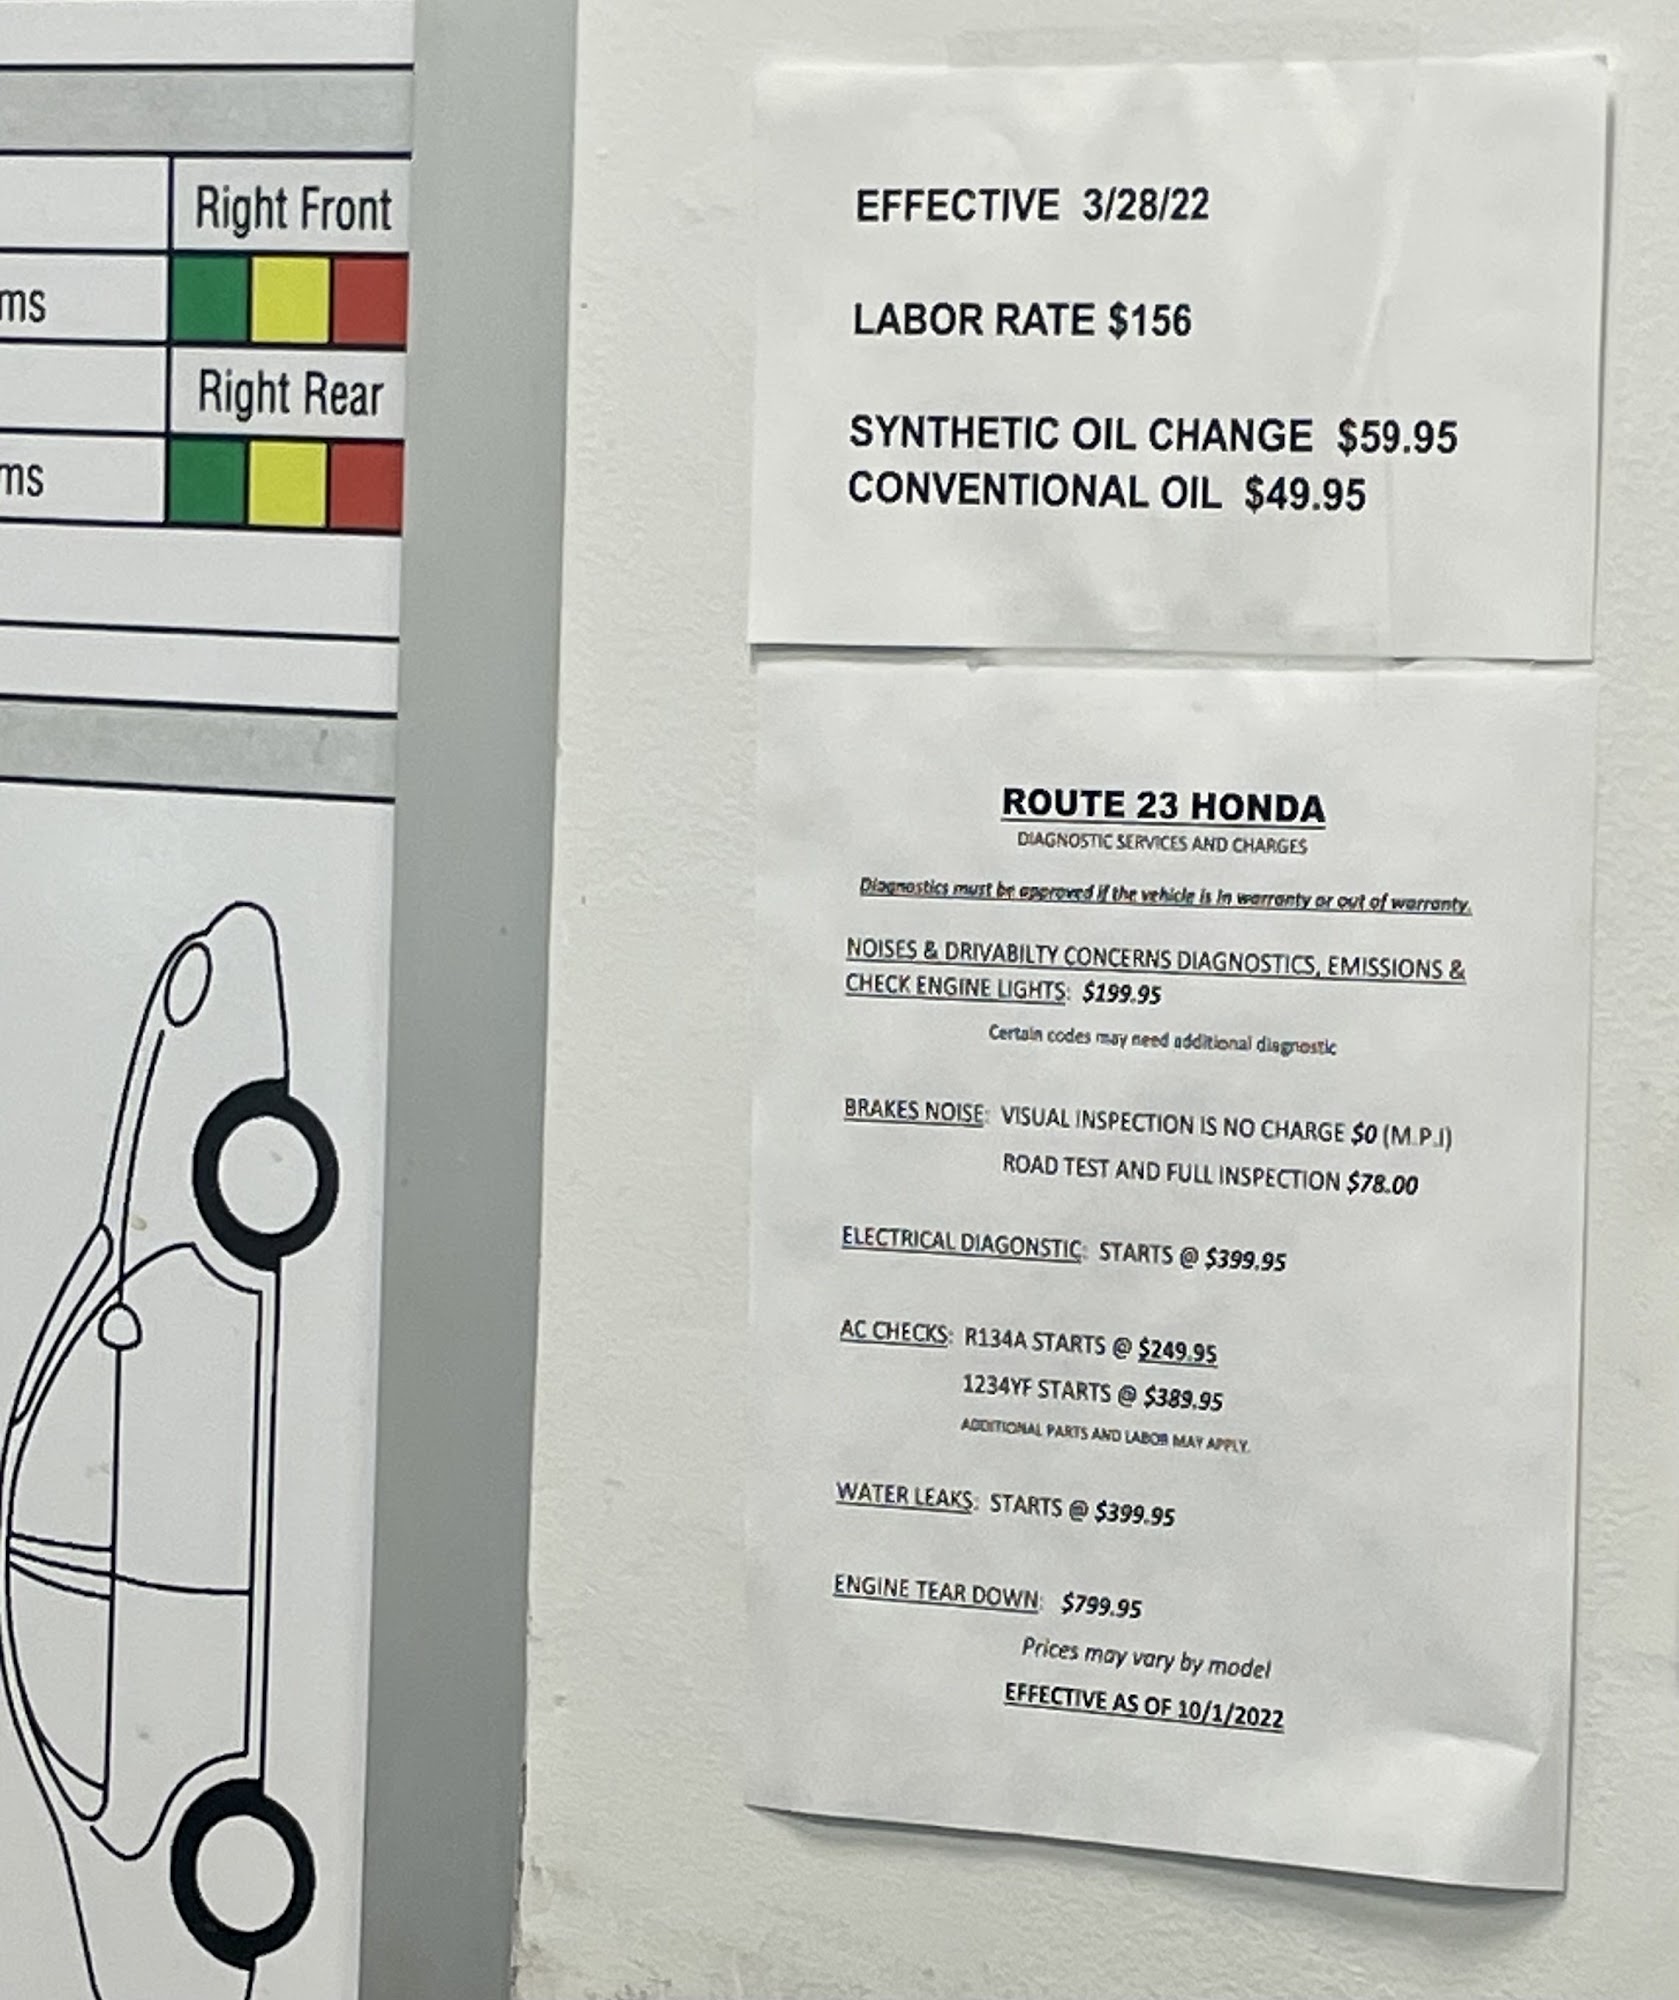 Right Front
ms
Right Rear
ms
EFFECTIVE 3/28/22
LABOR RATE $156
SYNTHETIC OIL CHANGE $59.95
CONVENTIONAL OIL $49.95
ROUTE 23 HONDA
DIAGNOSTIC SERVICES AND CHARGES
Diagnostics must be approved if the vehicle is in warranty or out of warranty.
NOISES & DRIVABILTY CONCERNS DIAGNOSTICS, EMISSIONS &
CHECK ENGINE LIGHTS: $199.95
Certain codes may need additional diagnostic
BRAKES NOISE: VISUAL INSPECTION IS NO CHARGE $0 (M.P.I)
ROAD TEST AND FULL INSPECTION $78.00
ELECTRICAL DIAGONSTIC: STARTS @ $399.95
AC CHECKS: R134A STARTS @ $249.95
1234YF STARTS @ $389.95
ADDITIONAL PARTS AND LABOR MAY APPLY.
WATER LEAKS: STARTS @ $399.95
ENGINE TEAR DOWN: $799.95
Prices may vary by model
EFFECTIVE AS OF 10/1/2022